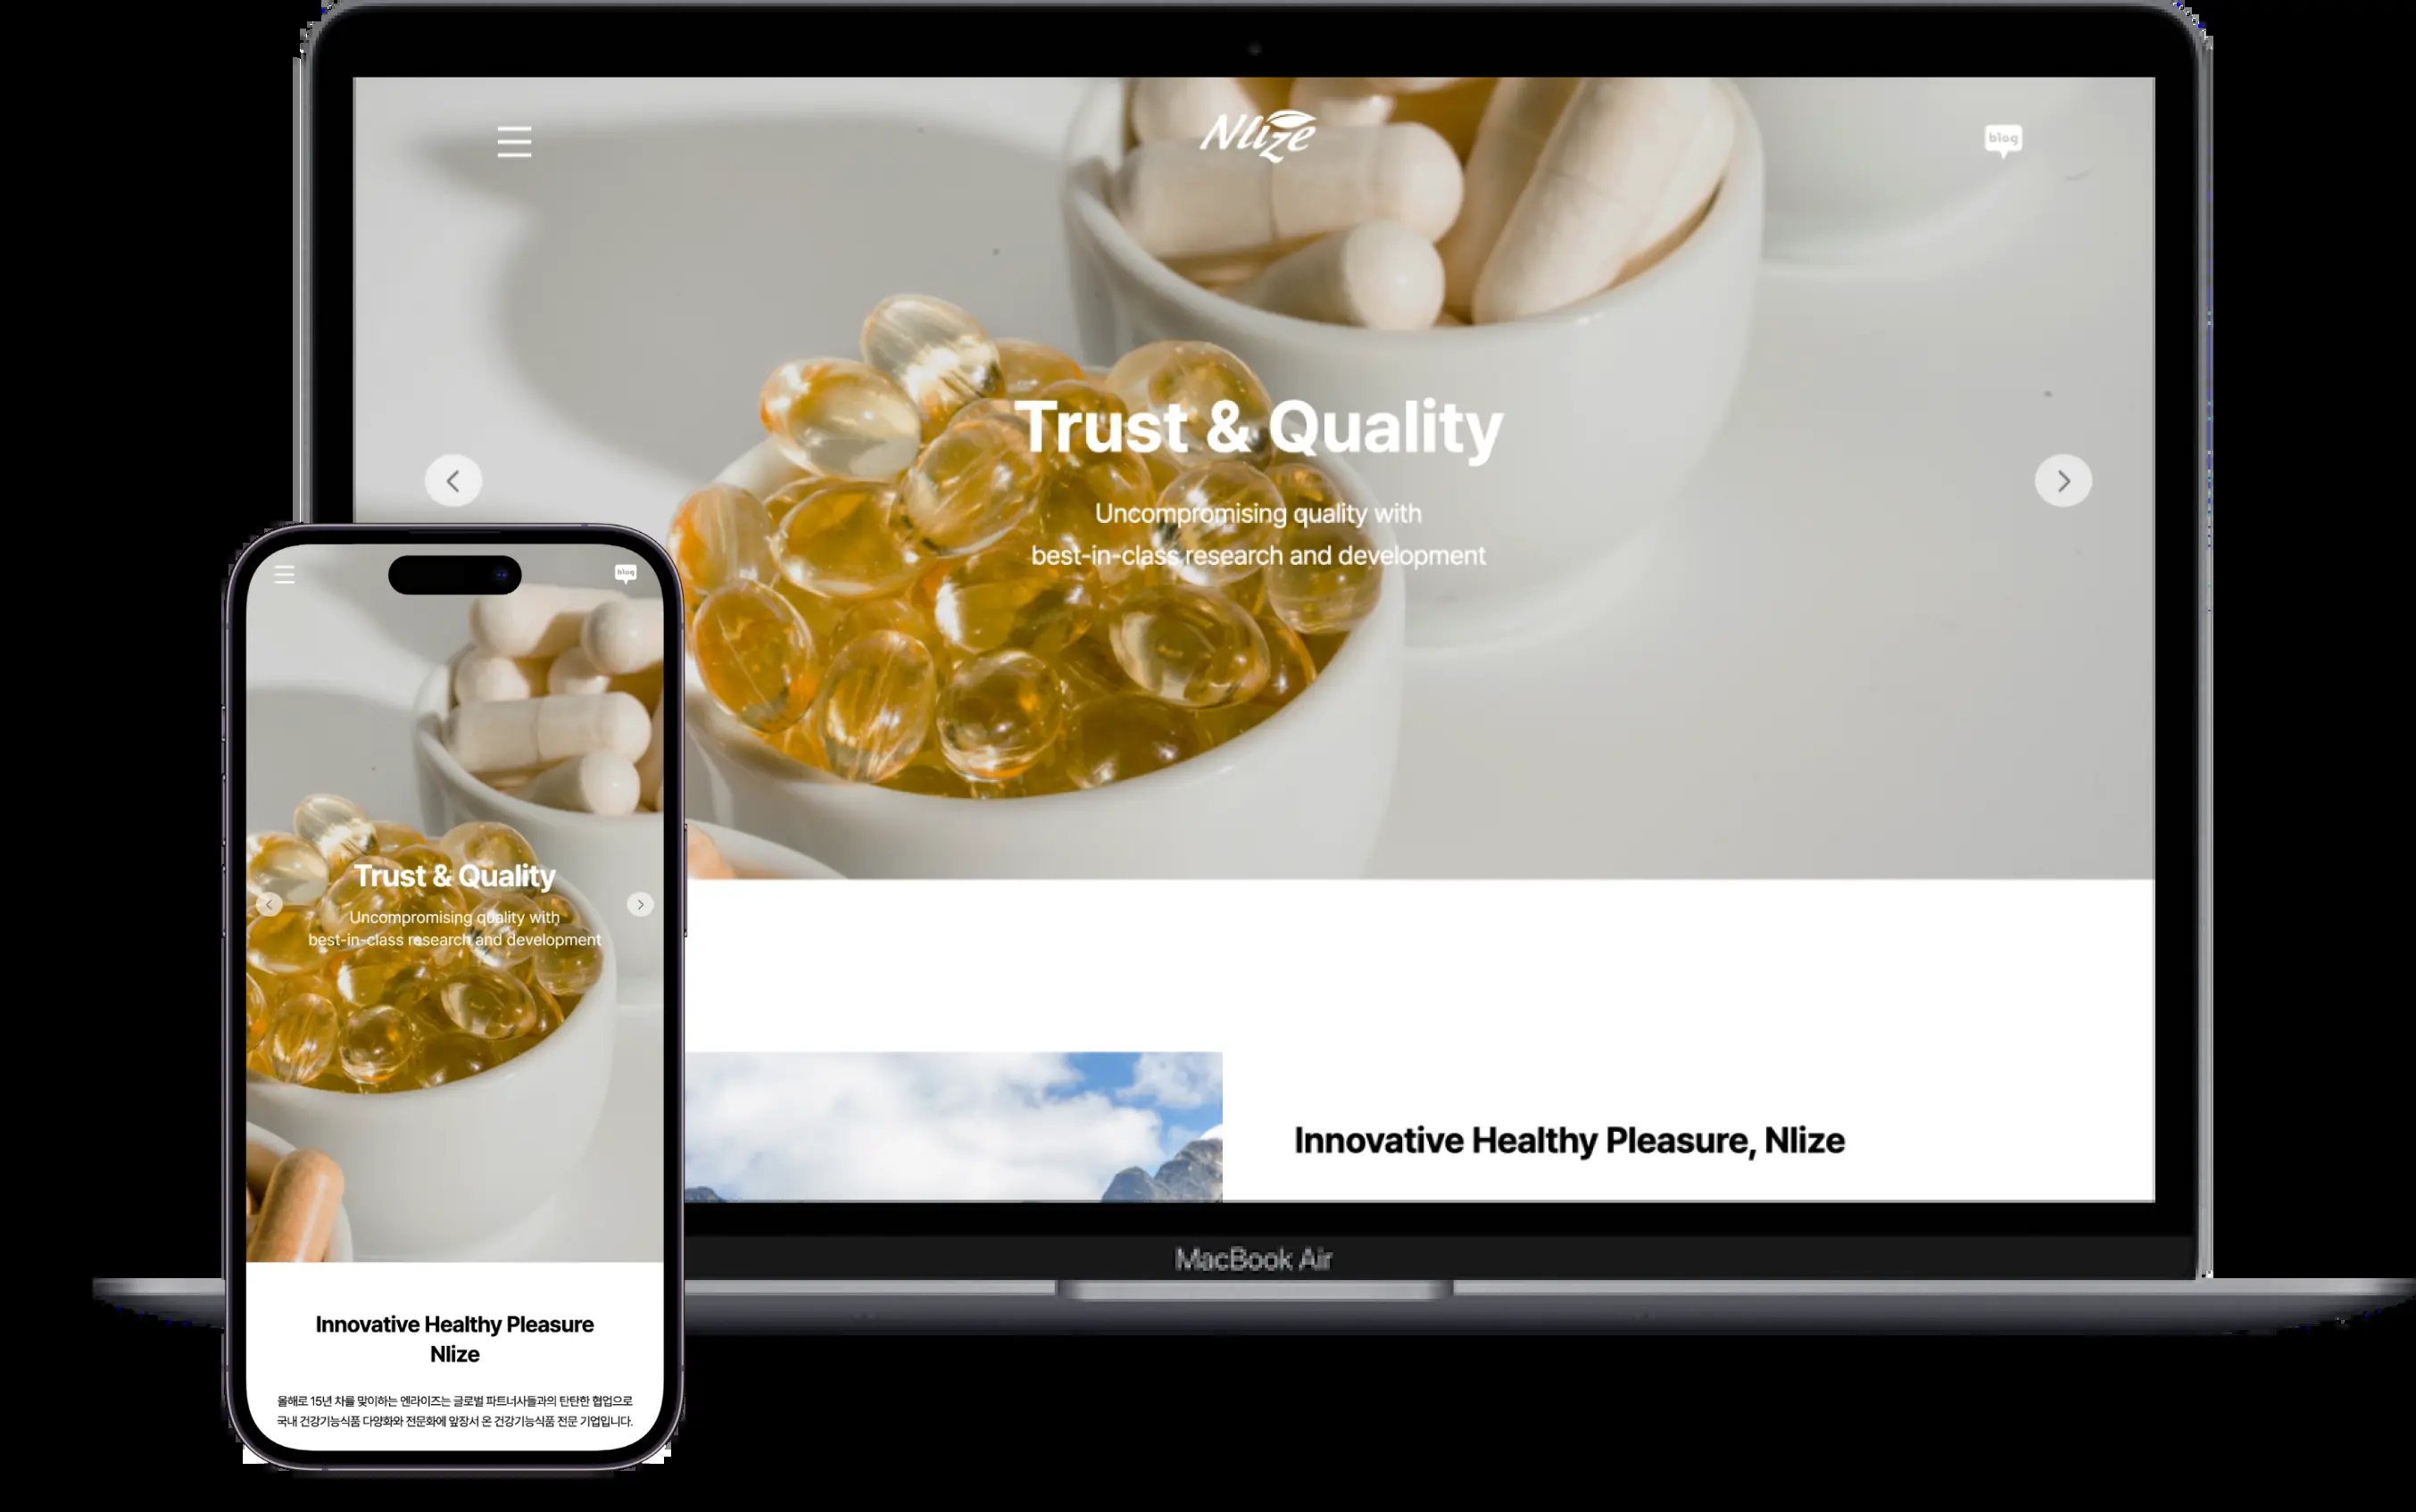 Nlize
blog
Trust & Quality
Uncompromising quality with
best-in-class research and development
Innovative Healthy Pleasure, Nlize
MacBook Air
blog
Trust & Quality
Uncompromising quality with
best-in-class research and development
Innovative Healthy Pleasure
Nlize
올해로 15년 차를 맞이하는 엔라이즈는 글로벌 파트너사들과의 탄탄한 협업으로
국내 건강기능식품 다양화와 전문화에 앞장서 온 건강기능식품 전문 기업입니다.